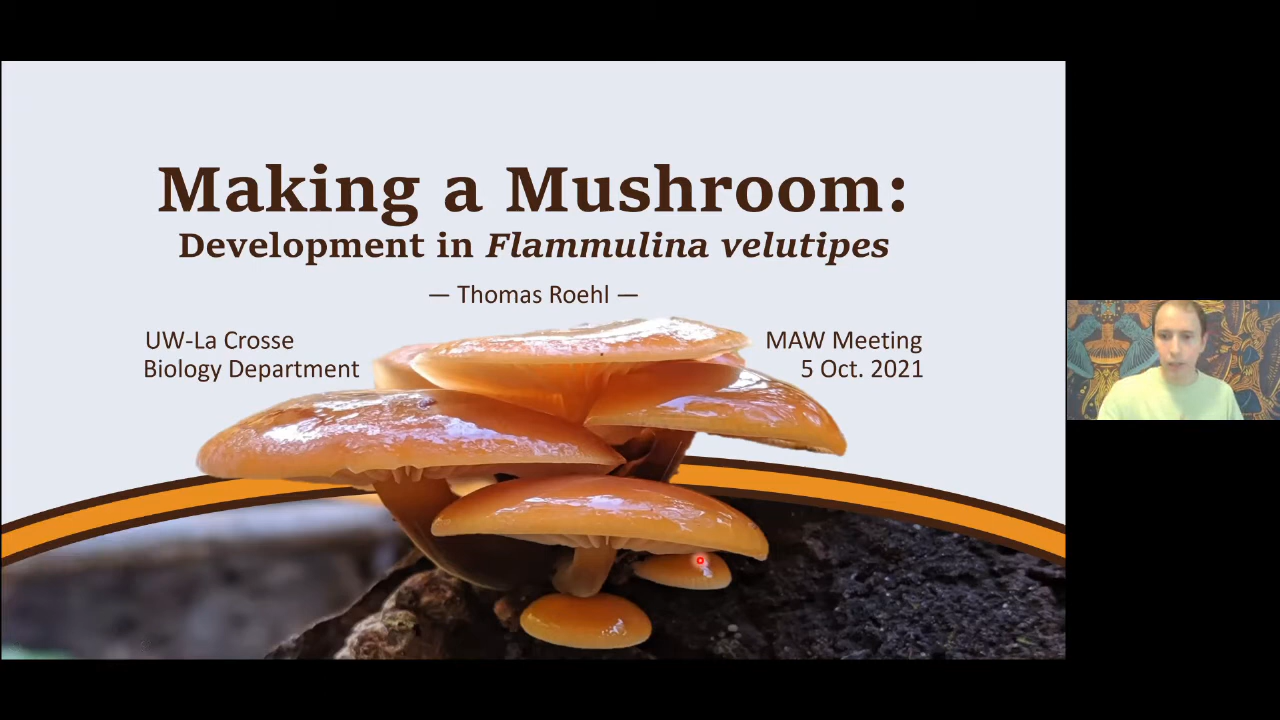 Making a Mushroom:
Development in Flammulina velutipes
— Thomas Roehl —
UW-La Crosse
Biology Department
MAW Meeting
5 Oct. 2021